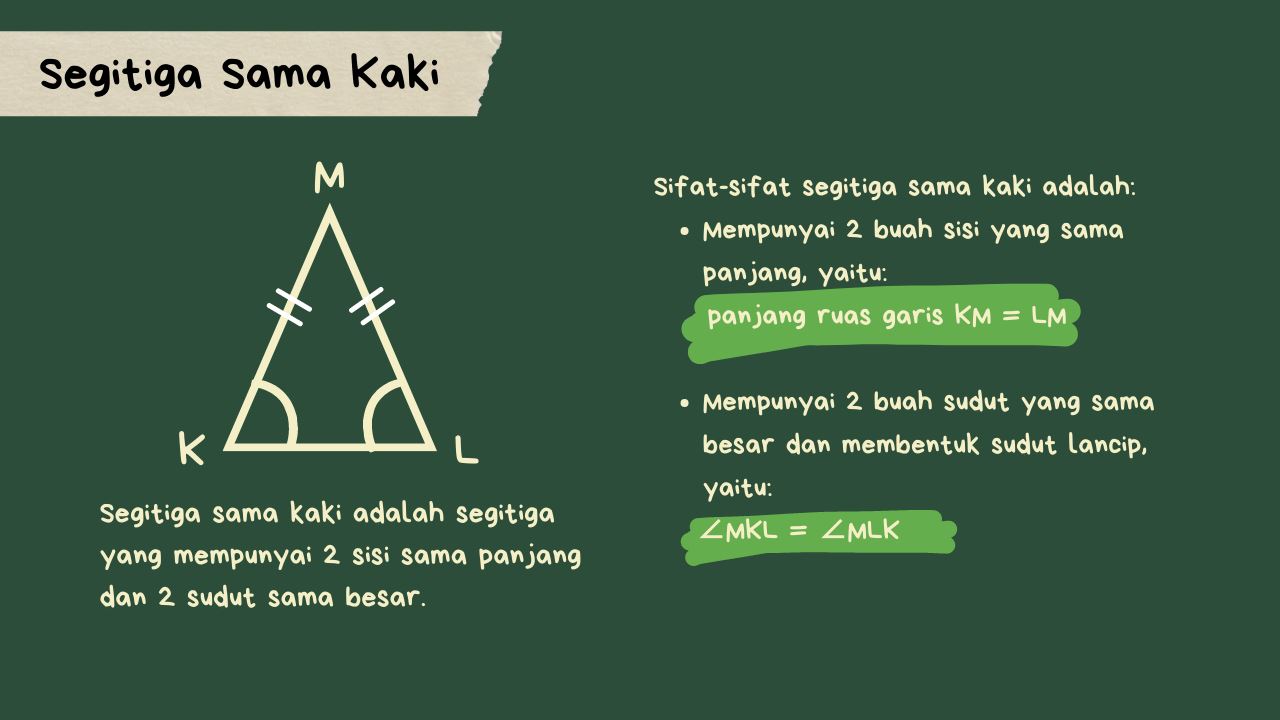 Segitiga Sama Kaki
M
K
L
Segitiga sama kaki adalah segitiga
yang mempunyai 2 sisi sama panjang
dan 2 sudut sama besar.
Sifat-sifat segitiga sama kaki adalah:
• Mempunyai 2 buah sisi yang sama
panjang, yaitu:
panjang ruas garis KM = LM
• Mempunyai 2 buah sudut yang sama
besar dan membentuk sudut lancip,
yaitu:
∠MKL = ∠MLK